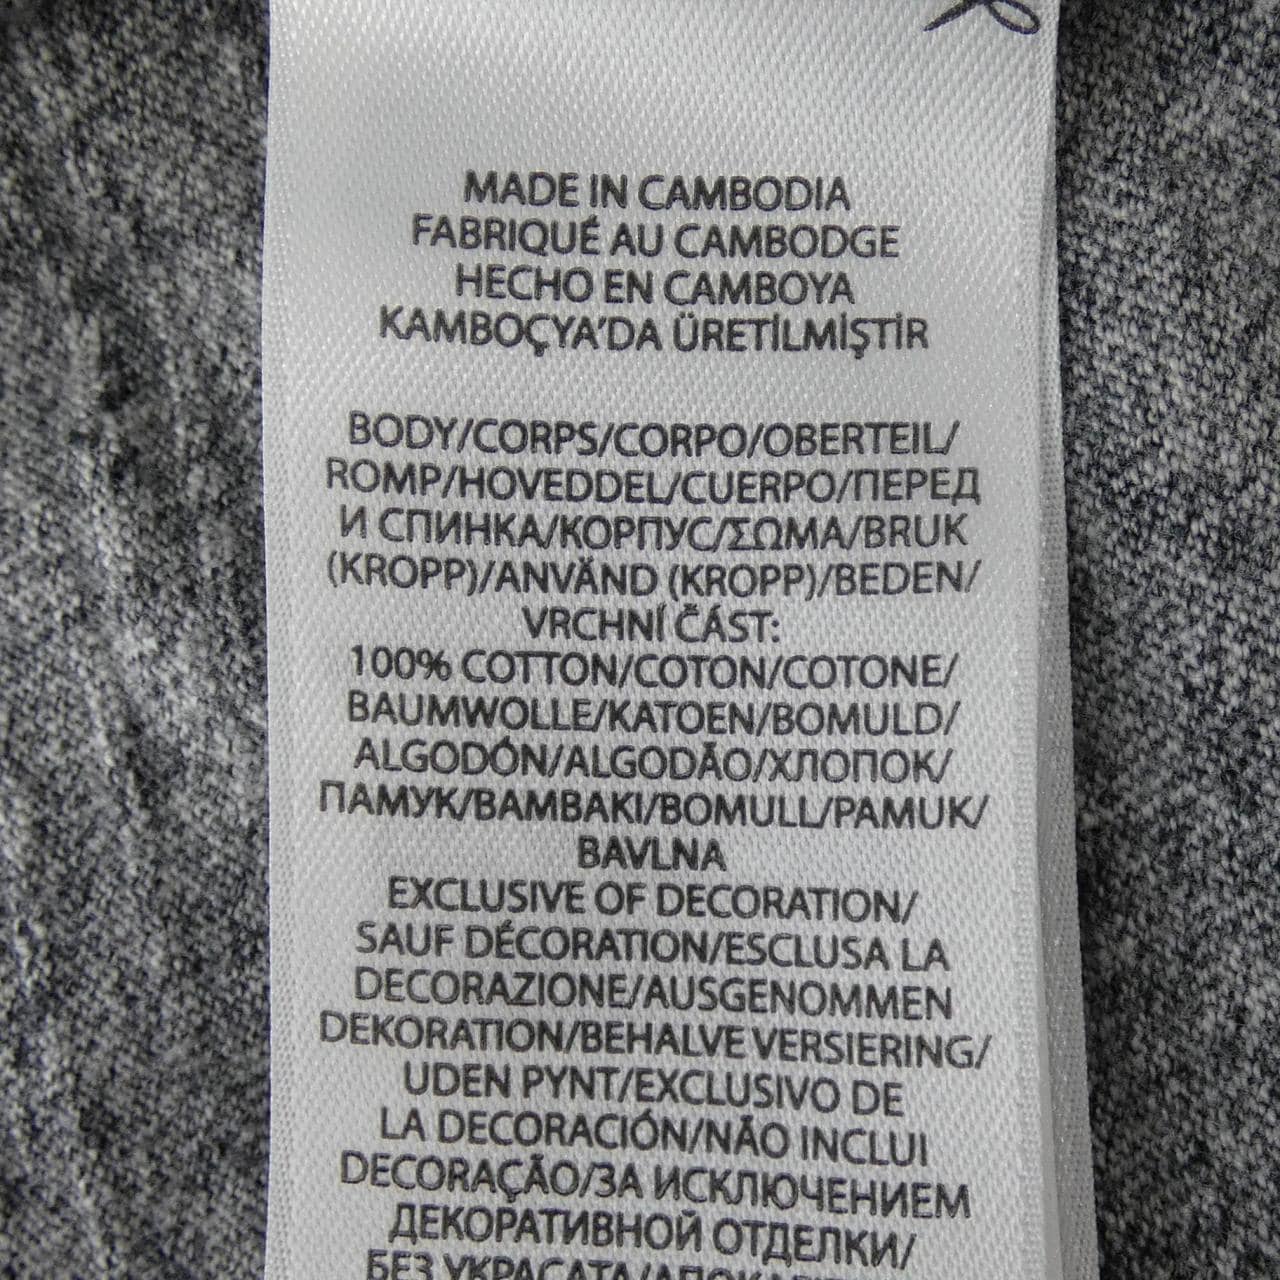 MADE IN CAMBODIA
FABRIQUÉ AU CAMBODGE
HECHO EN CAMBOYA
KAMBOÇYA'DA ÜRETİLMİŞTİR
BODY/CORPS/CORPO/OBERTEIL/
ROMP/HOVEDDEL/CUERPO/ПЕРЕД
И СПИНКА/КОРПУС/ΣΩΜΑ/BRUK
(KROPP)/ANVÄND (KROPP)/BEDEN/
VRCHNÍ ČÁST:
100% COTTON/COTON/COTONE/
BAUMWOLLE/KATOEN/BOMULD/
ALGODÓN/ALGODÃO/ХЛОПОК/
ПАМУК/ΒΑΜΒΑΚΙ/BOMULL/PAMUK/
BAVLNA
EXCLUSIVE OF DECORATION/
SAUF DÉCORATION/ESCLUSA LA
DECORAZIONE/AUSGENOMMEN
DEKORATION/BEHALVE VERSIERING/
UDEN PYNT/EXCLUSIVO DE
LA DECORACIÓN/NÃO INCLUI
DECORAÇÃO/ЗА ИСКЛЮЧЕНИЕМ
ДЕКОРАТИВНОЙ ОТДЕЛКИ/
БЕЗ УКРАСАТА/